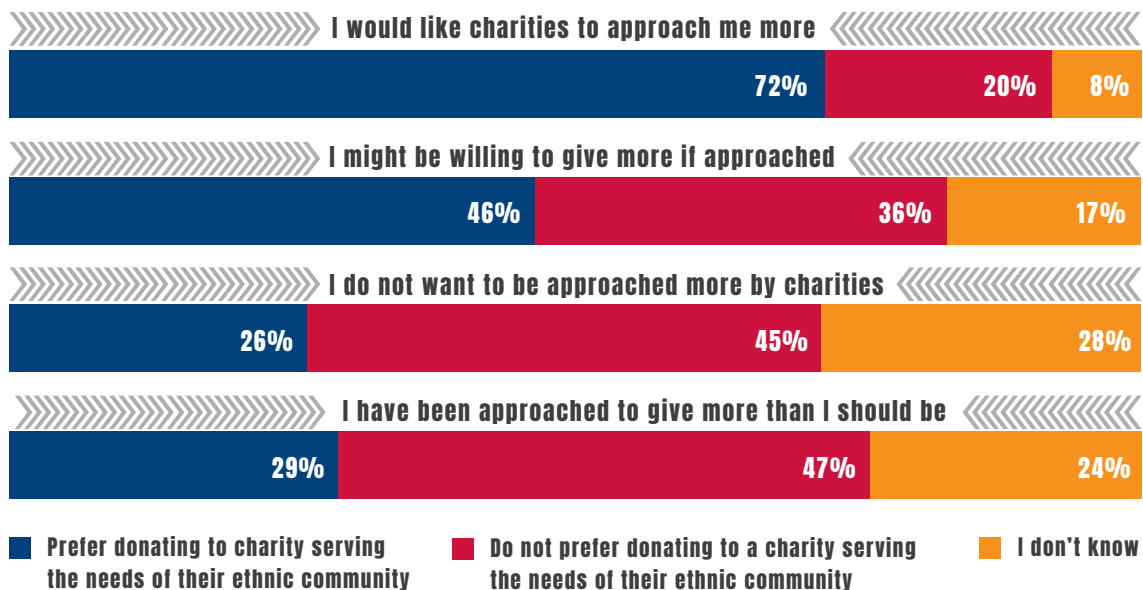 I would like charities to approach me more
72% 20% 8%
I might be willing to give more if approached
46% 36% 17%
I do not want to be approached more by charities
26% 45% 28%
I have been approached to give more than I should be
29% 47% 24%
Prefer donating to charity serving
the needs of their ethnic community
Do not prefer donating to a charity serving
the needs of their ethnic community
I don’t know